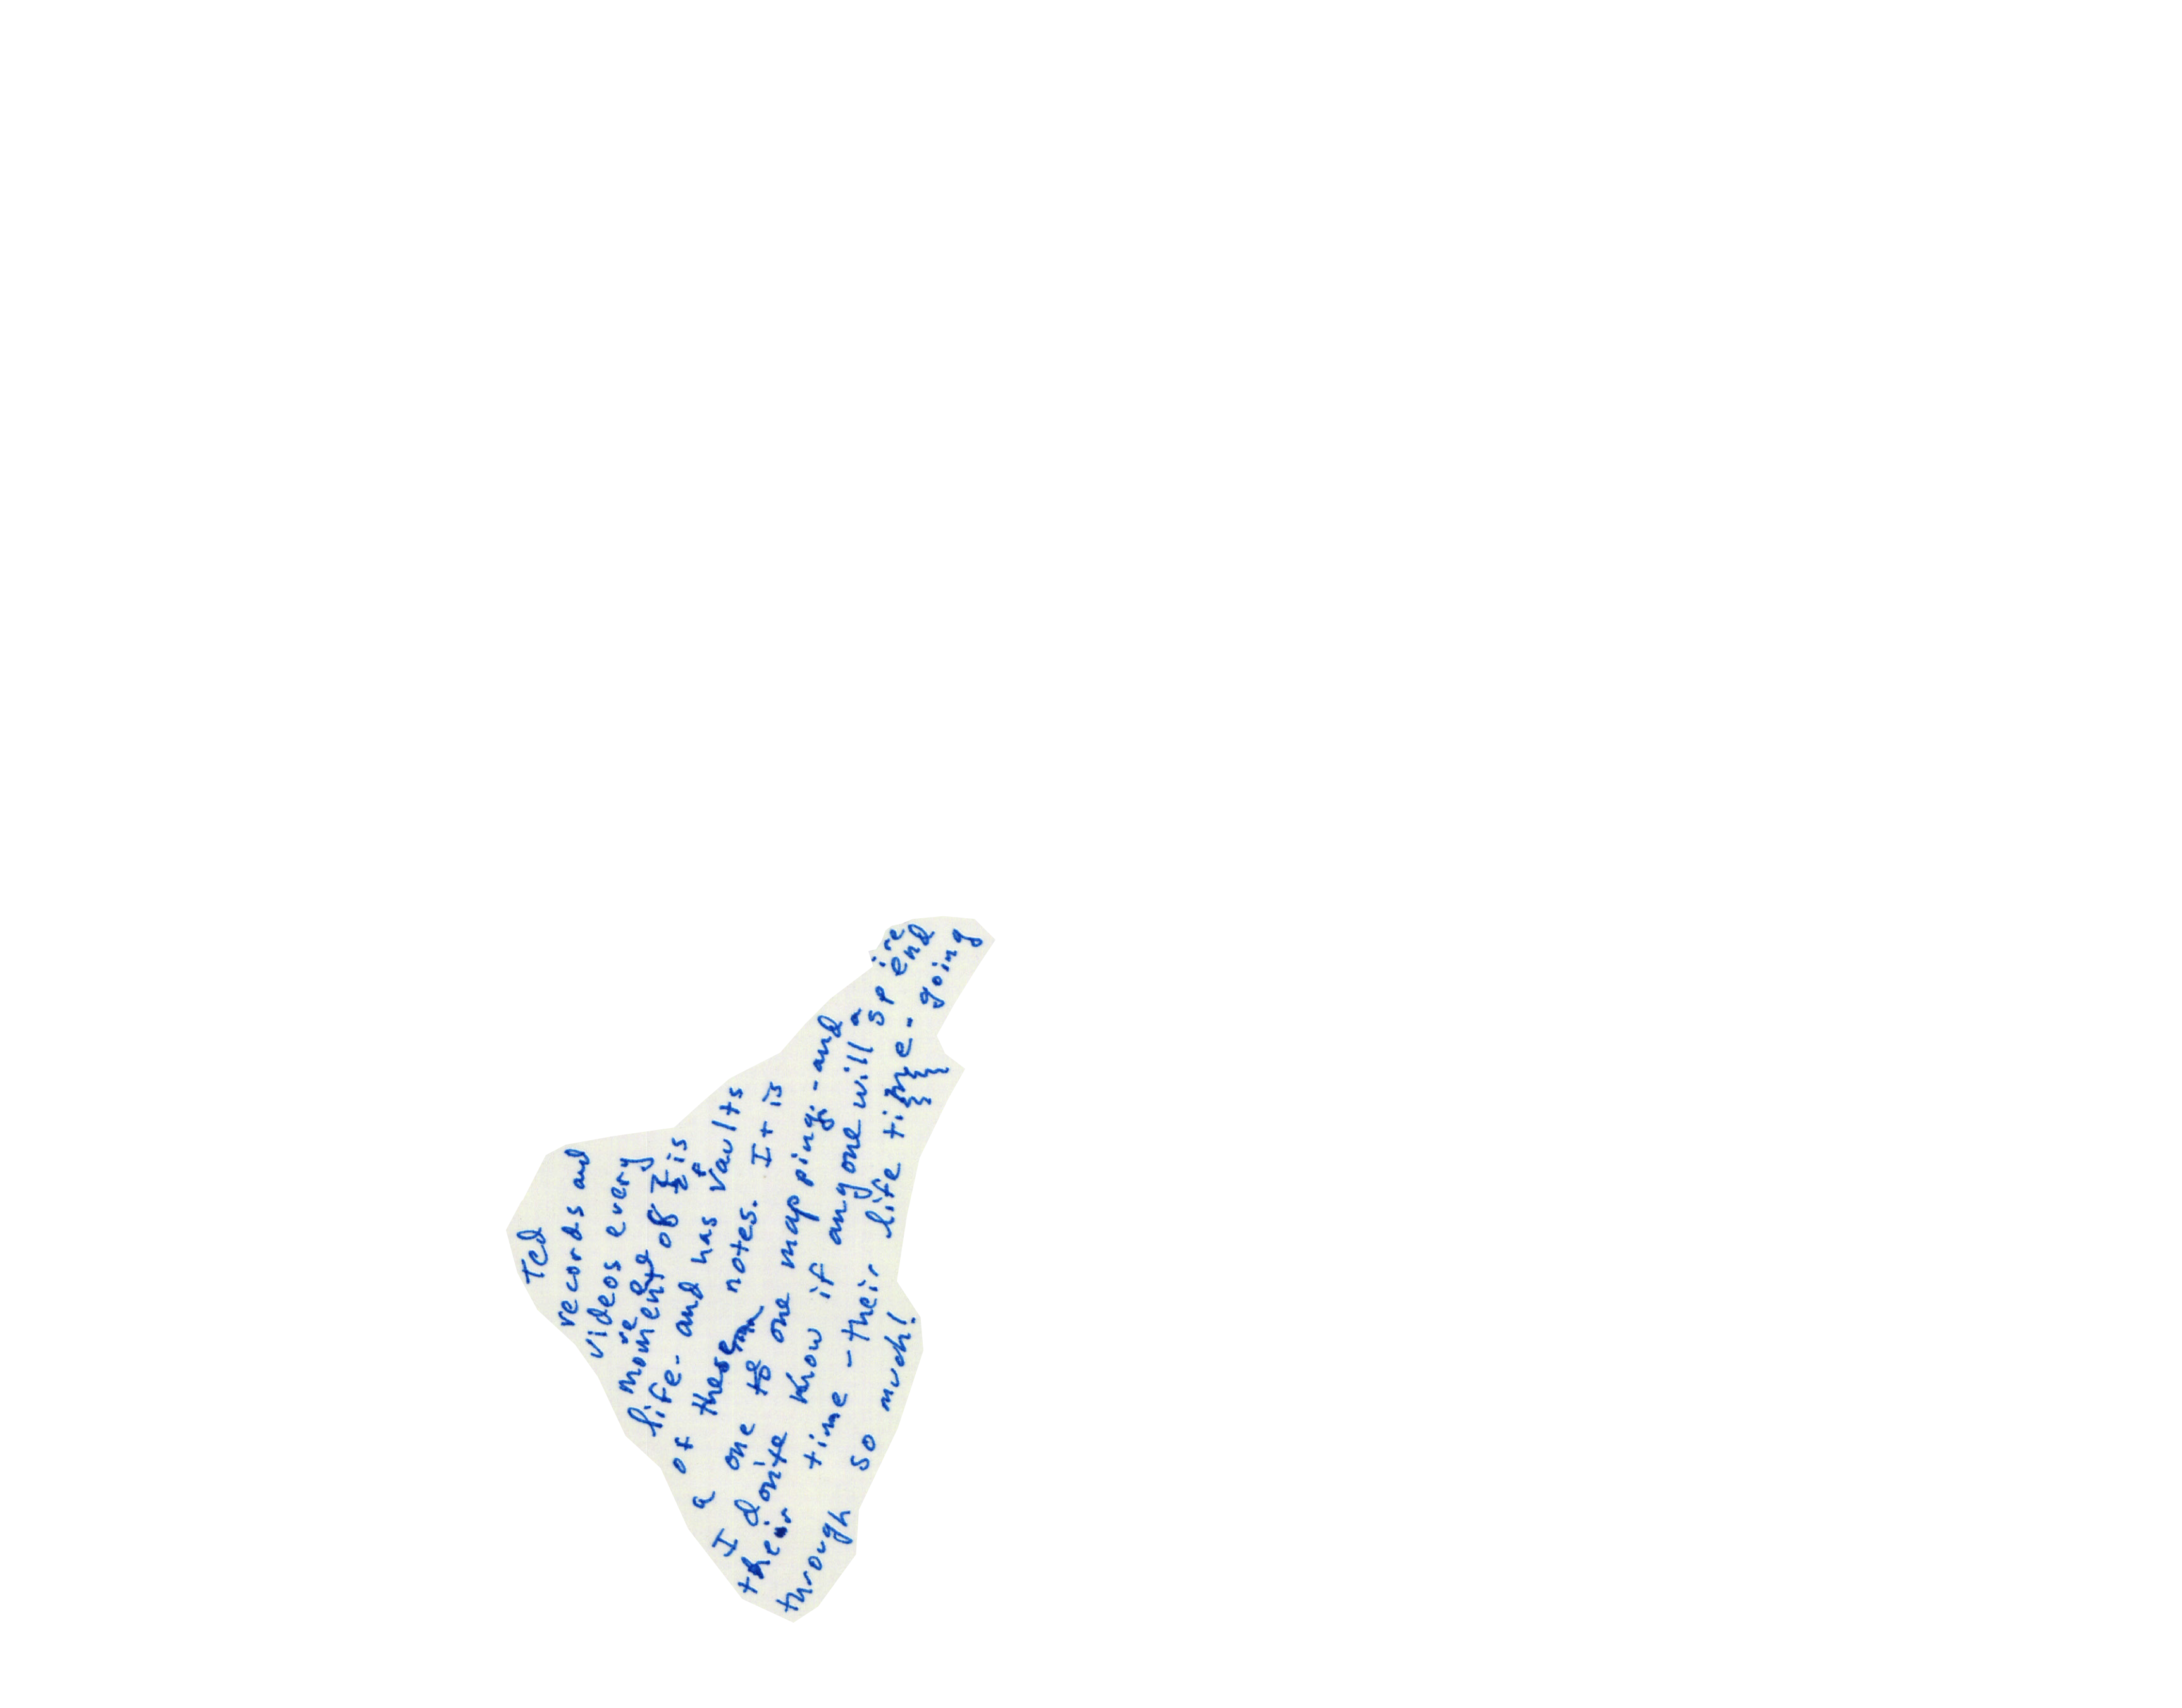 Ted
records and
videos every
moment of his
life- and has vaults
of these notes. It is
a one to one mapping - and
I don't know if anyone will spend
their time - their life time - going
through so much!